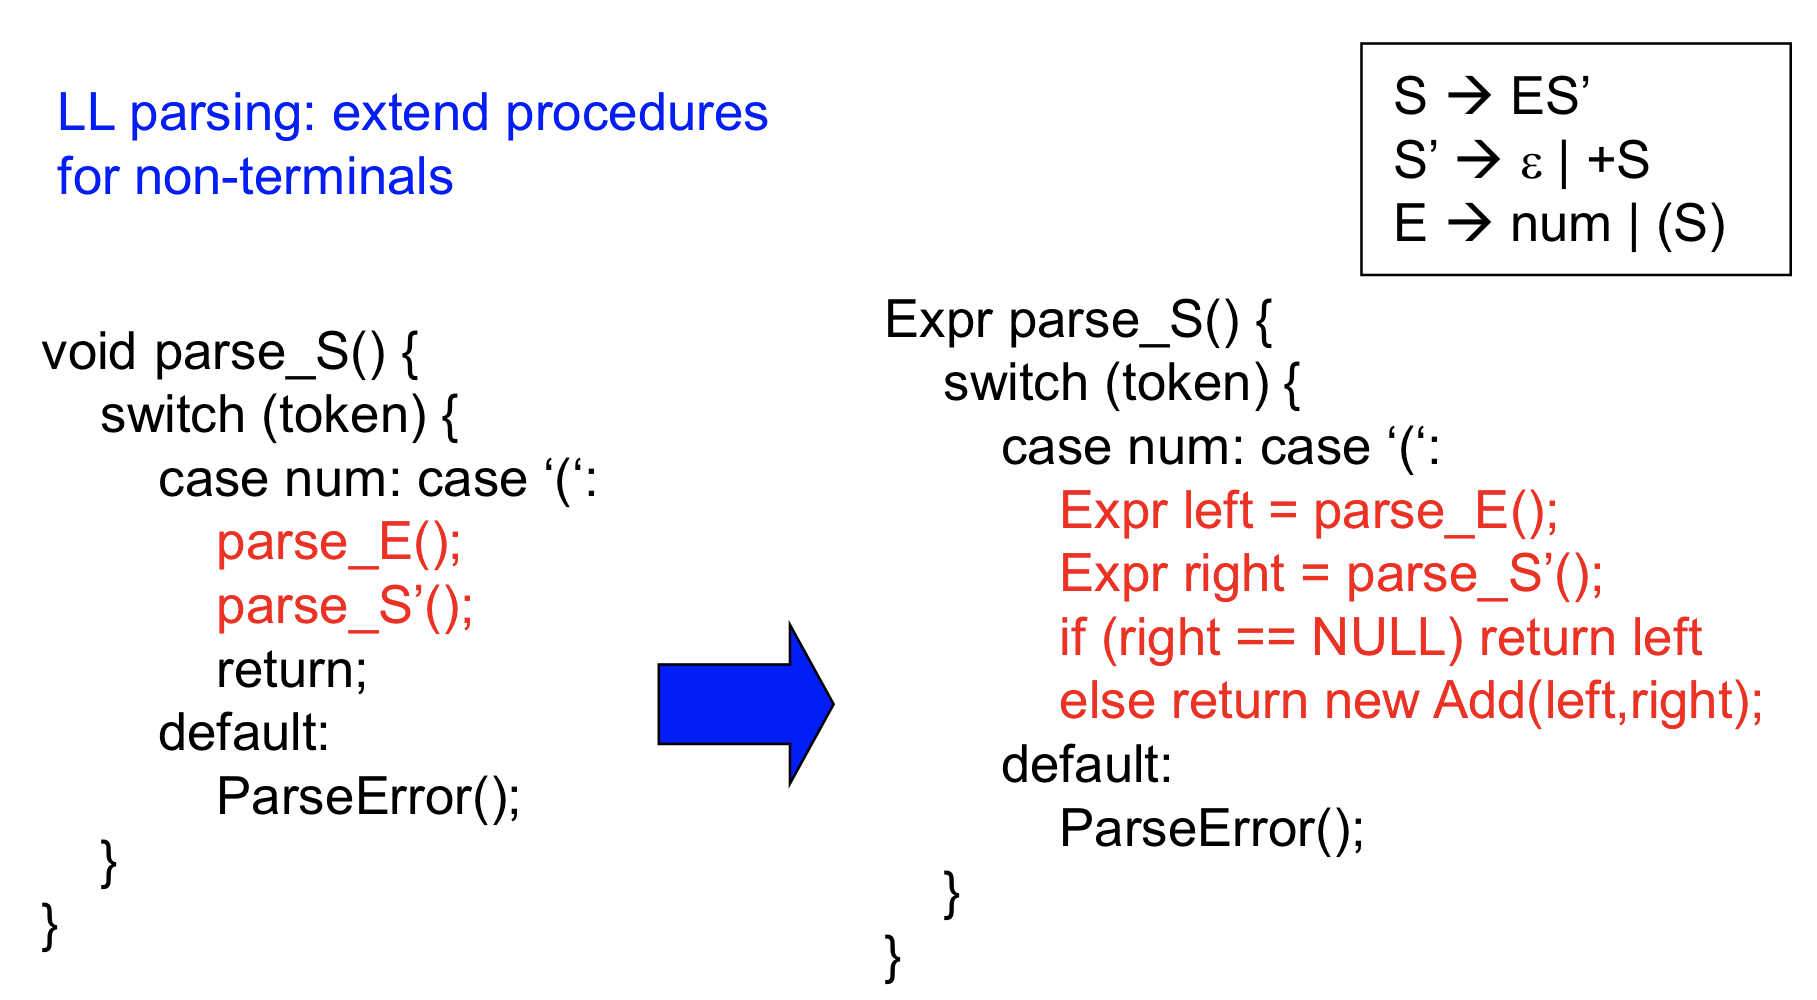 LL parsing: extend procedures
for non-terminals
S → ES’
S’ → ε | +S
E → num | (S)
void parse_S() {
switch (token) {
case num: case ‘(‘:
parse_E();
parse_S’();
return;
default:
ParseError();
}
}
Expr parse_S() {
switch (token) {
case num: case ‘(‘:
Expr left = parse_E();
Expr right = parse_S’();
if (right == NULL) return left
else return new Add(left,right);
default:
ParseError();
}
}